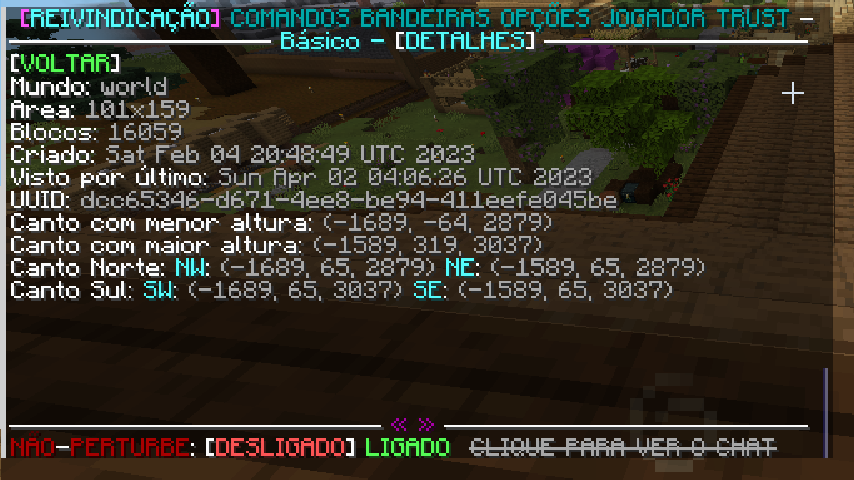 [REIVINDICAÇÃO] COMANDOS BANDEIRAS OPÇÕES JOGADOR TRUST —
Básico - [DETALHES]
[VOLTAR]
Mundo: world
Área: 101x159
Blocos: 16059
Criado: Sat Feb 04 20:48:49 UTC 2023
Visto por último: Sun Apr 02 04:06:26 UTC 2023
UUID: dcc65346-d671-4ee8-be94-411eefe045be
Canto com menor altura: (-1689, -64, 2879)
Canto com maior altura: (-1589, 319, 3037)
Canto Norte: NW: (-1689, 65, 2879) NE: (-1589, 65, 2879)
Canto Sul: SW: (-1689, 65, 3037) SE: (-1589, 65, 3037)
« »
NÃO-PERTURBE: [DESLIGADO] LIGADO CLIQUE PARA VER O CHAT